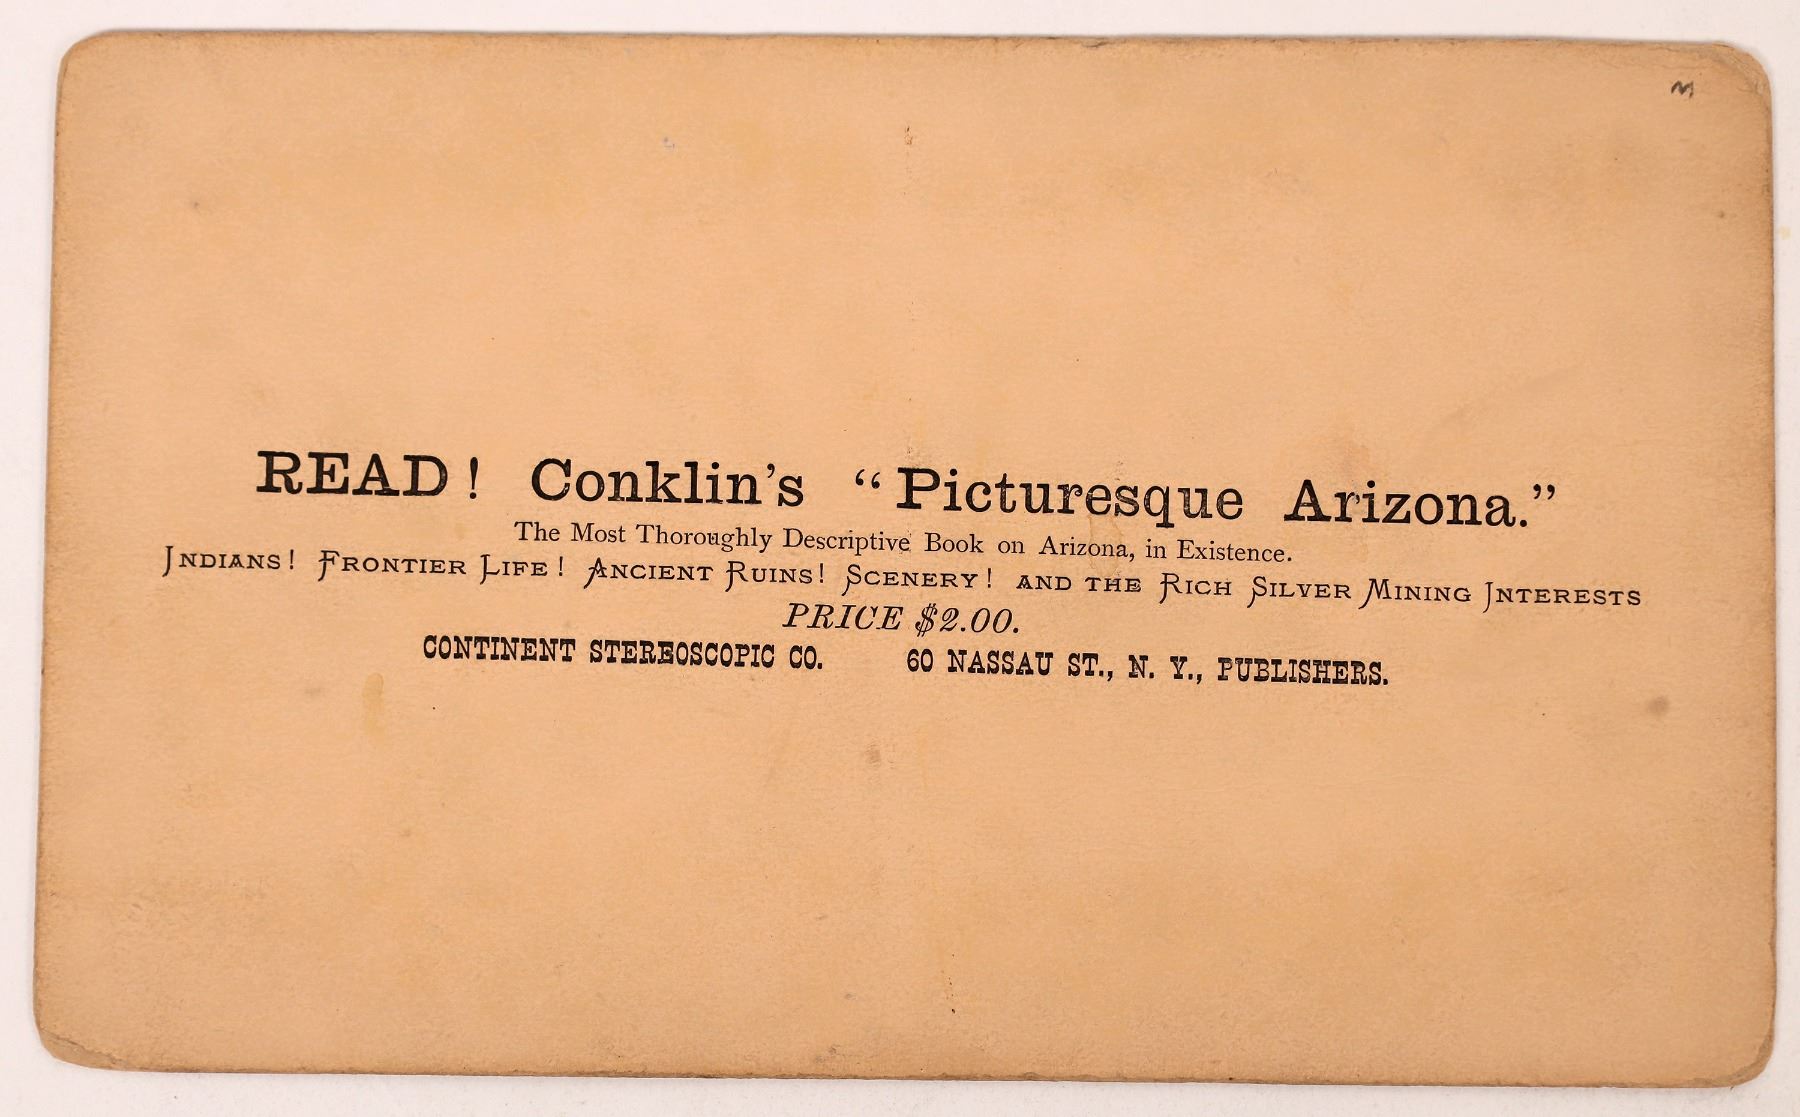 READ! Conklin's “Picturesque Arizona.”
The Most Thoroughly Descriptive Book on Arizona, in Existence.
Indians! Frontier Life! Ancient Ruins! Scenery! and the Rich Silver Mining Interests
PRICE $2.00.
CONTINENT STEREOSCOPIC CO. 60 NASSAU ST., N. Y., PUBLISHERS.